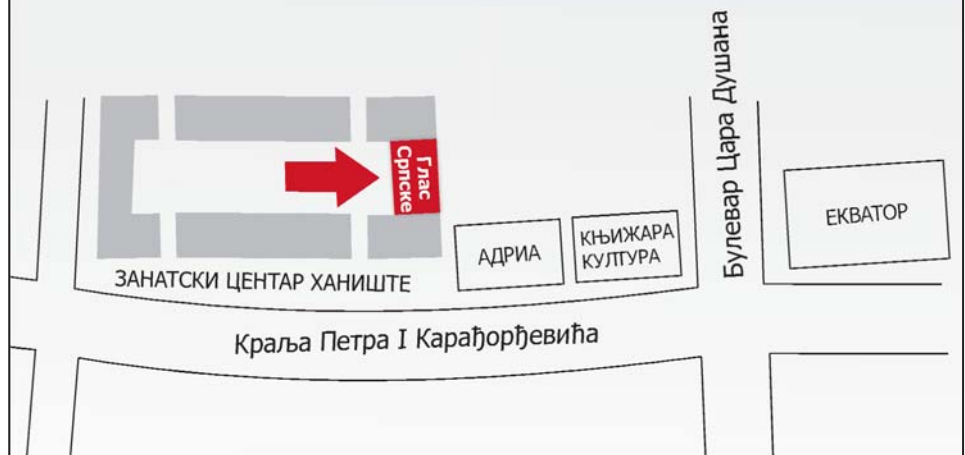 Глас
Српске
Булевар Цара Душана
ЕКВАТОР
АДРИА
КЊИЖАРА
КУЛТУРА
ЗАНАТСКИ ЦЕНТАР ХАНИШТЕ
Краља Петра I Карађорђевића